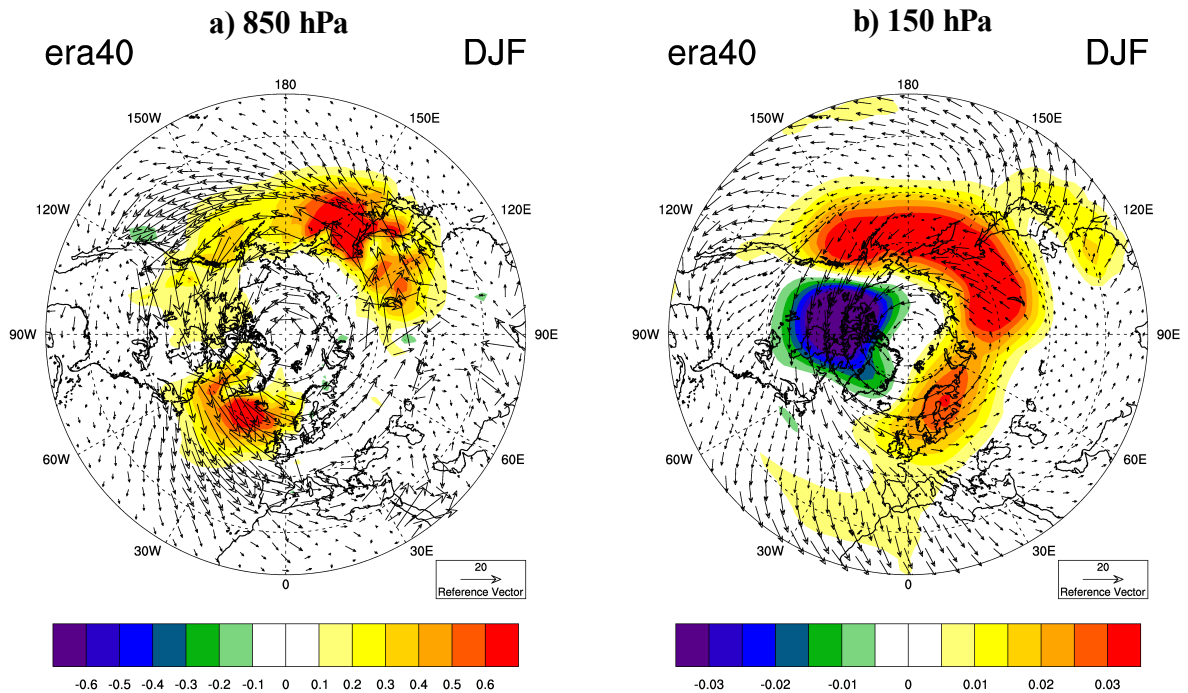 a) 850 hPa
era40 DJF
180
150W 150E
120W 120E
90W 90E
60W 60E
30W 30E
0
20
Reference Vector
-0.6 -0.5 -0.4 -0.3 -0.2 -0.1 0 0.1 0.2 0.3 0.4 0.5 0.6
b) 150 hPa
era40 DJF
180
150W 150E
120W 120E
90W 90E
60W 60E
30W 30E
0
20
Reference Vector
-0.03 -0.02 -0.01 0 0.01 0.02 0.03